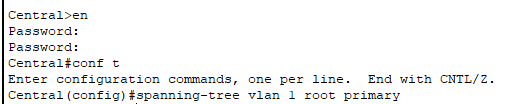 Central>en
Password:
Password:
Central#conf t
Enter configuration commands, one per line.  End with CNTL/Z.
Central(config)#spanning-tree vlan 1 root primary